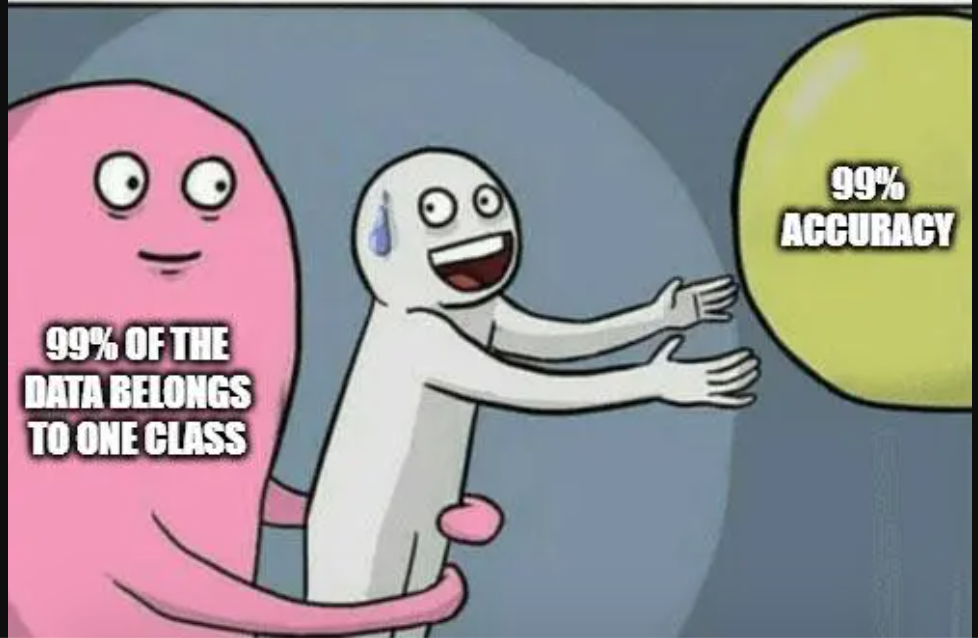 99% OF THE
DATA BELONGS
TO ONE CLASS
99%
ACCURACY